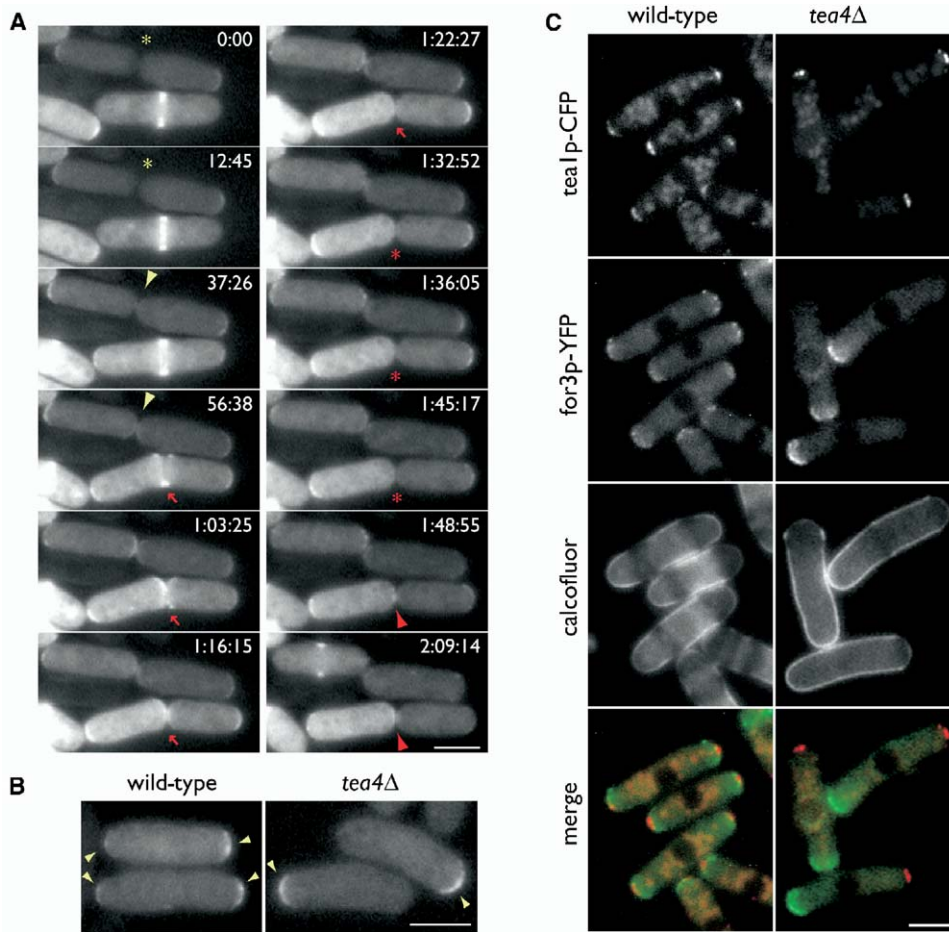 A
0:00
1:22:27
12:45
1:32:52
37:26
1:36:05
56:38
1:45:17
1:03:25
1:48:55
1:16:15
2:09:14
B
wild-type tea4Δ
C
wild-type tea4Δ
tea1p-CFP
for3p-YFP
calcofluor
merge